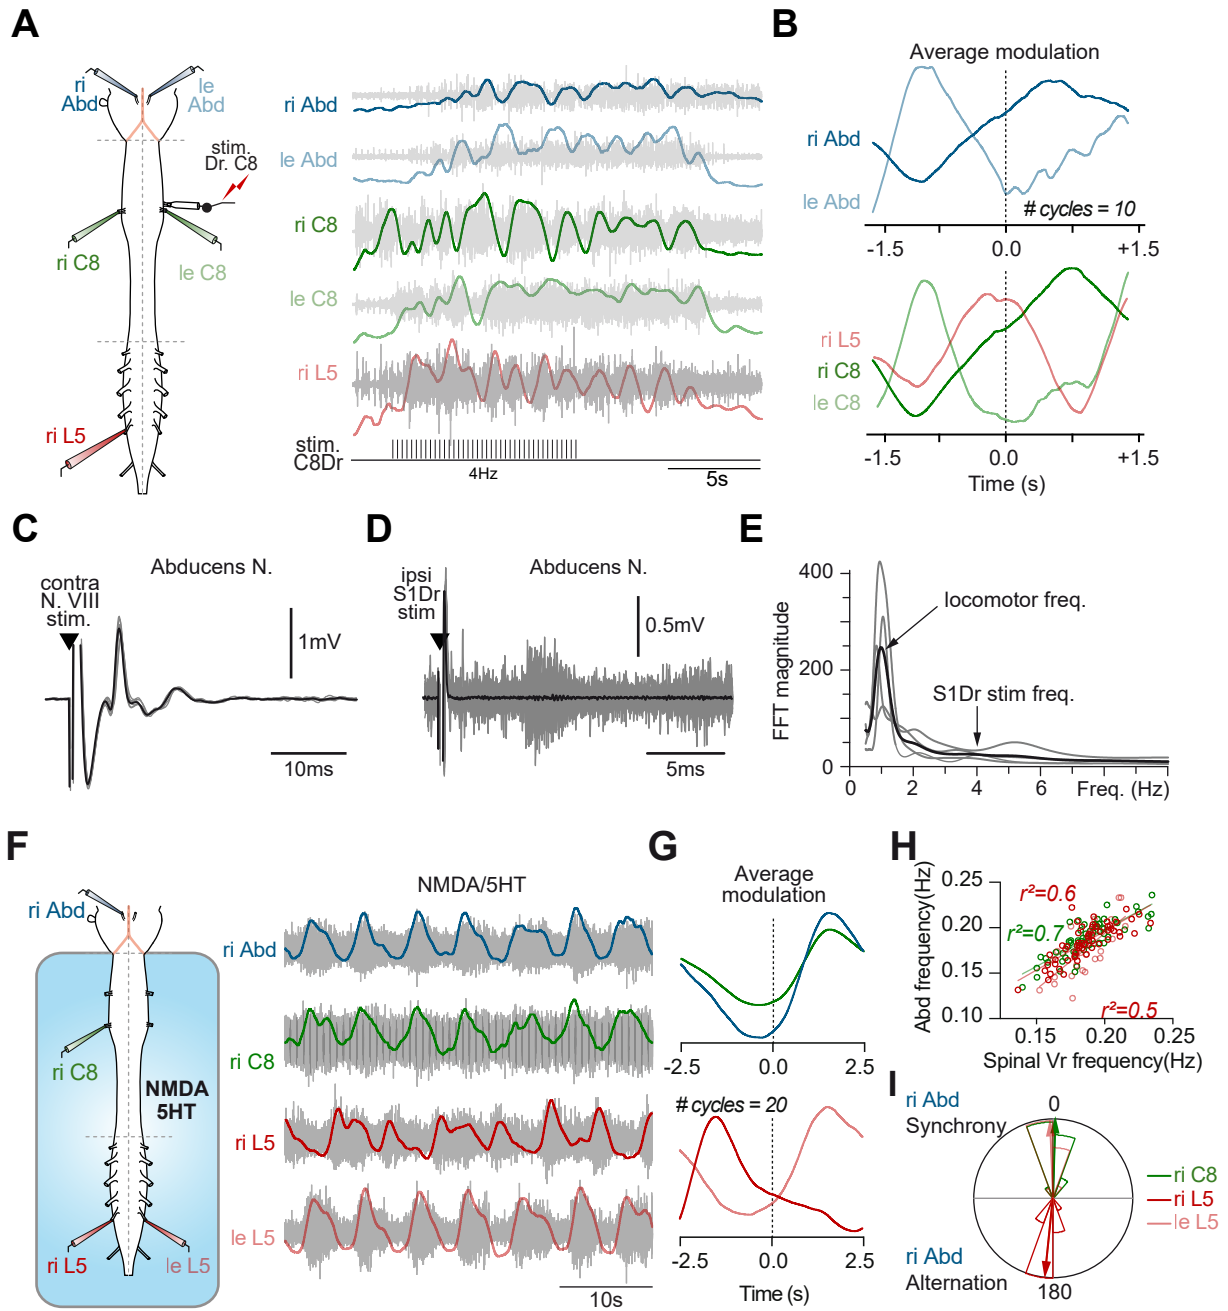 A
ri
Abd
le
Abd
stim.
Dr. C8
ri C8
le C8
ri L5
ri Abd
le Abd
ri C8
le C8
ri L5
stim.
C8Dr
4Hz
5s
B
Average modulation
ri Abd
le Abd
# cycles = 10
-1.5
0.0
+1.5
ri L5
ri C8
le C8
-1.5
0.0
+1.5
Time (s)
C
Abducens N.
contra
N. VIII
stim.
1mV
10ms
D
Abducens N.
ipsi
S1Dr
stim
0.5mV
5ms
E
FFT magnitude
400
200
0
locomotor freq.
S1Dr stim freq.
0
2
4
6
Freq. (Hz)
F
ri Abd
ri C8
NMDA
5HT
ri L5
le L5
NMDA/5HT
ri Abd
ri C8
ri L5
le L5
10s
G
Average
modulation
-2.5
0.0
2.5
# cycles = 20
-2.5
0.0
2.5
Time (s)
H
Abd frequency(Hz)
0.25
0.20
0.15
0.10
r²=0.6
r²=0.7
r²=0.5
0.15
0.20
0.25
Spinal Vr frequency(Hz)
I
ri Abd
Synchrony
0
ri C8
ri L5
le L5
ri Abd
Alternation
180